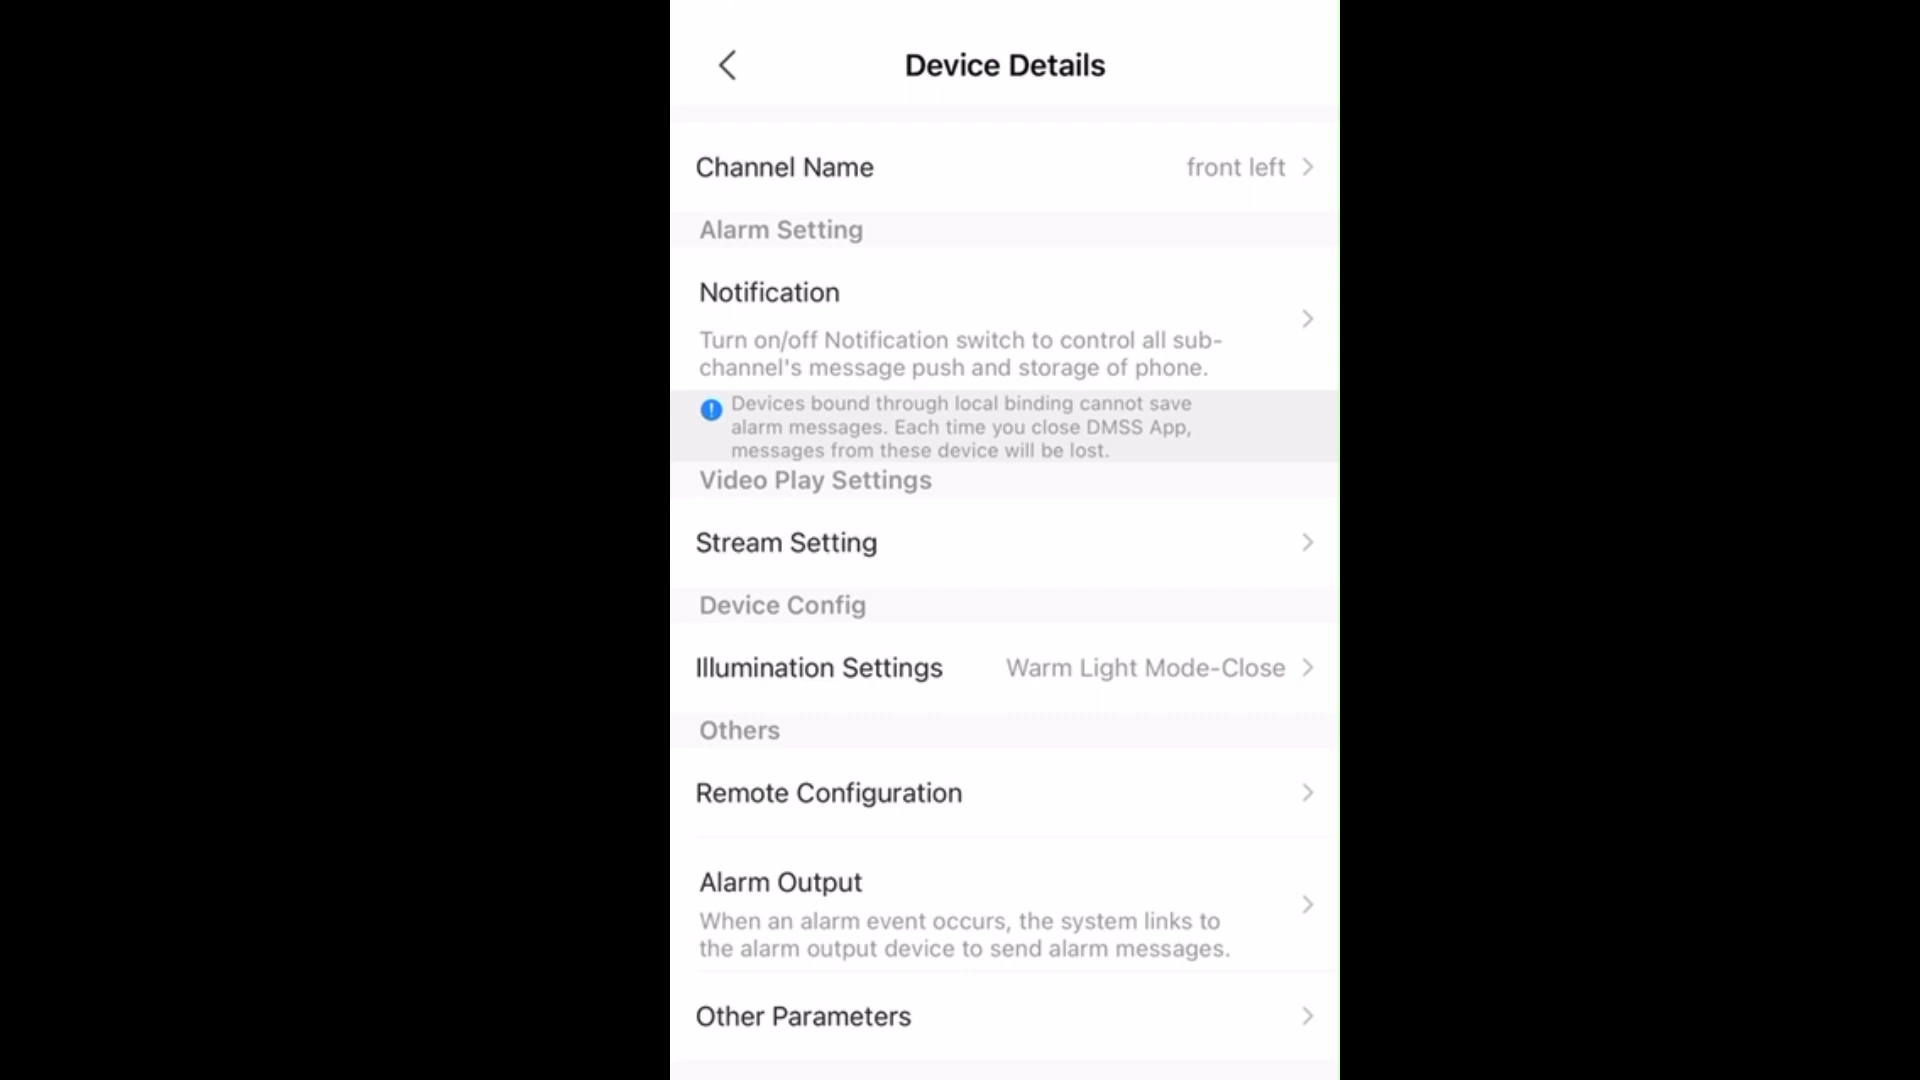 Device Details
Channel Name front left
Alarm Setting
Notification
Turn on/off Notification switch to control all sub-
channel's message push and storage of phone.
Devices bound through local binding cannot save
alarm messages. Each time you close DMSS App,
messages from these device will be lost.
Video Play Settings
Stream Setting
Device Config
Illumination Settings Warm Light Mode-Close
Others
Remote Configuration
Alarm Output
When an alarm event occurs, the system links to
the alarm output device to send alarm messages.
Other Parameters